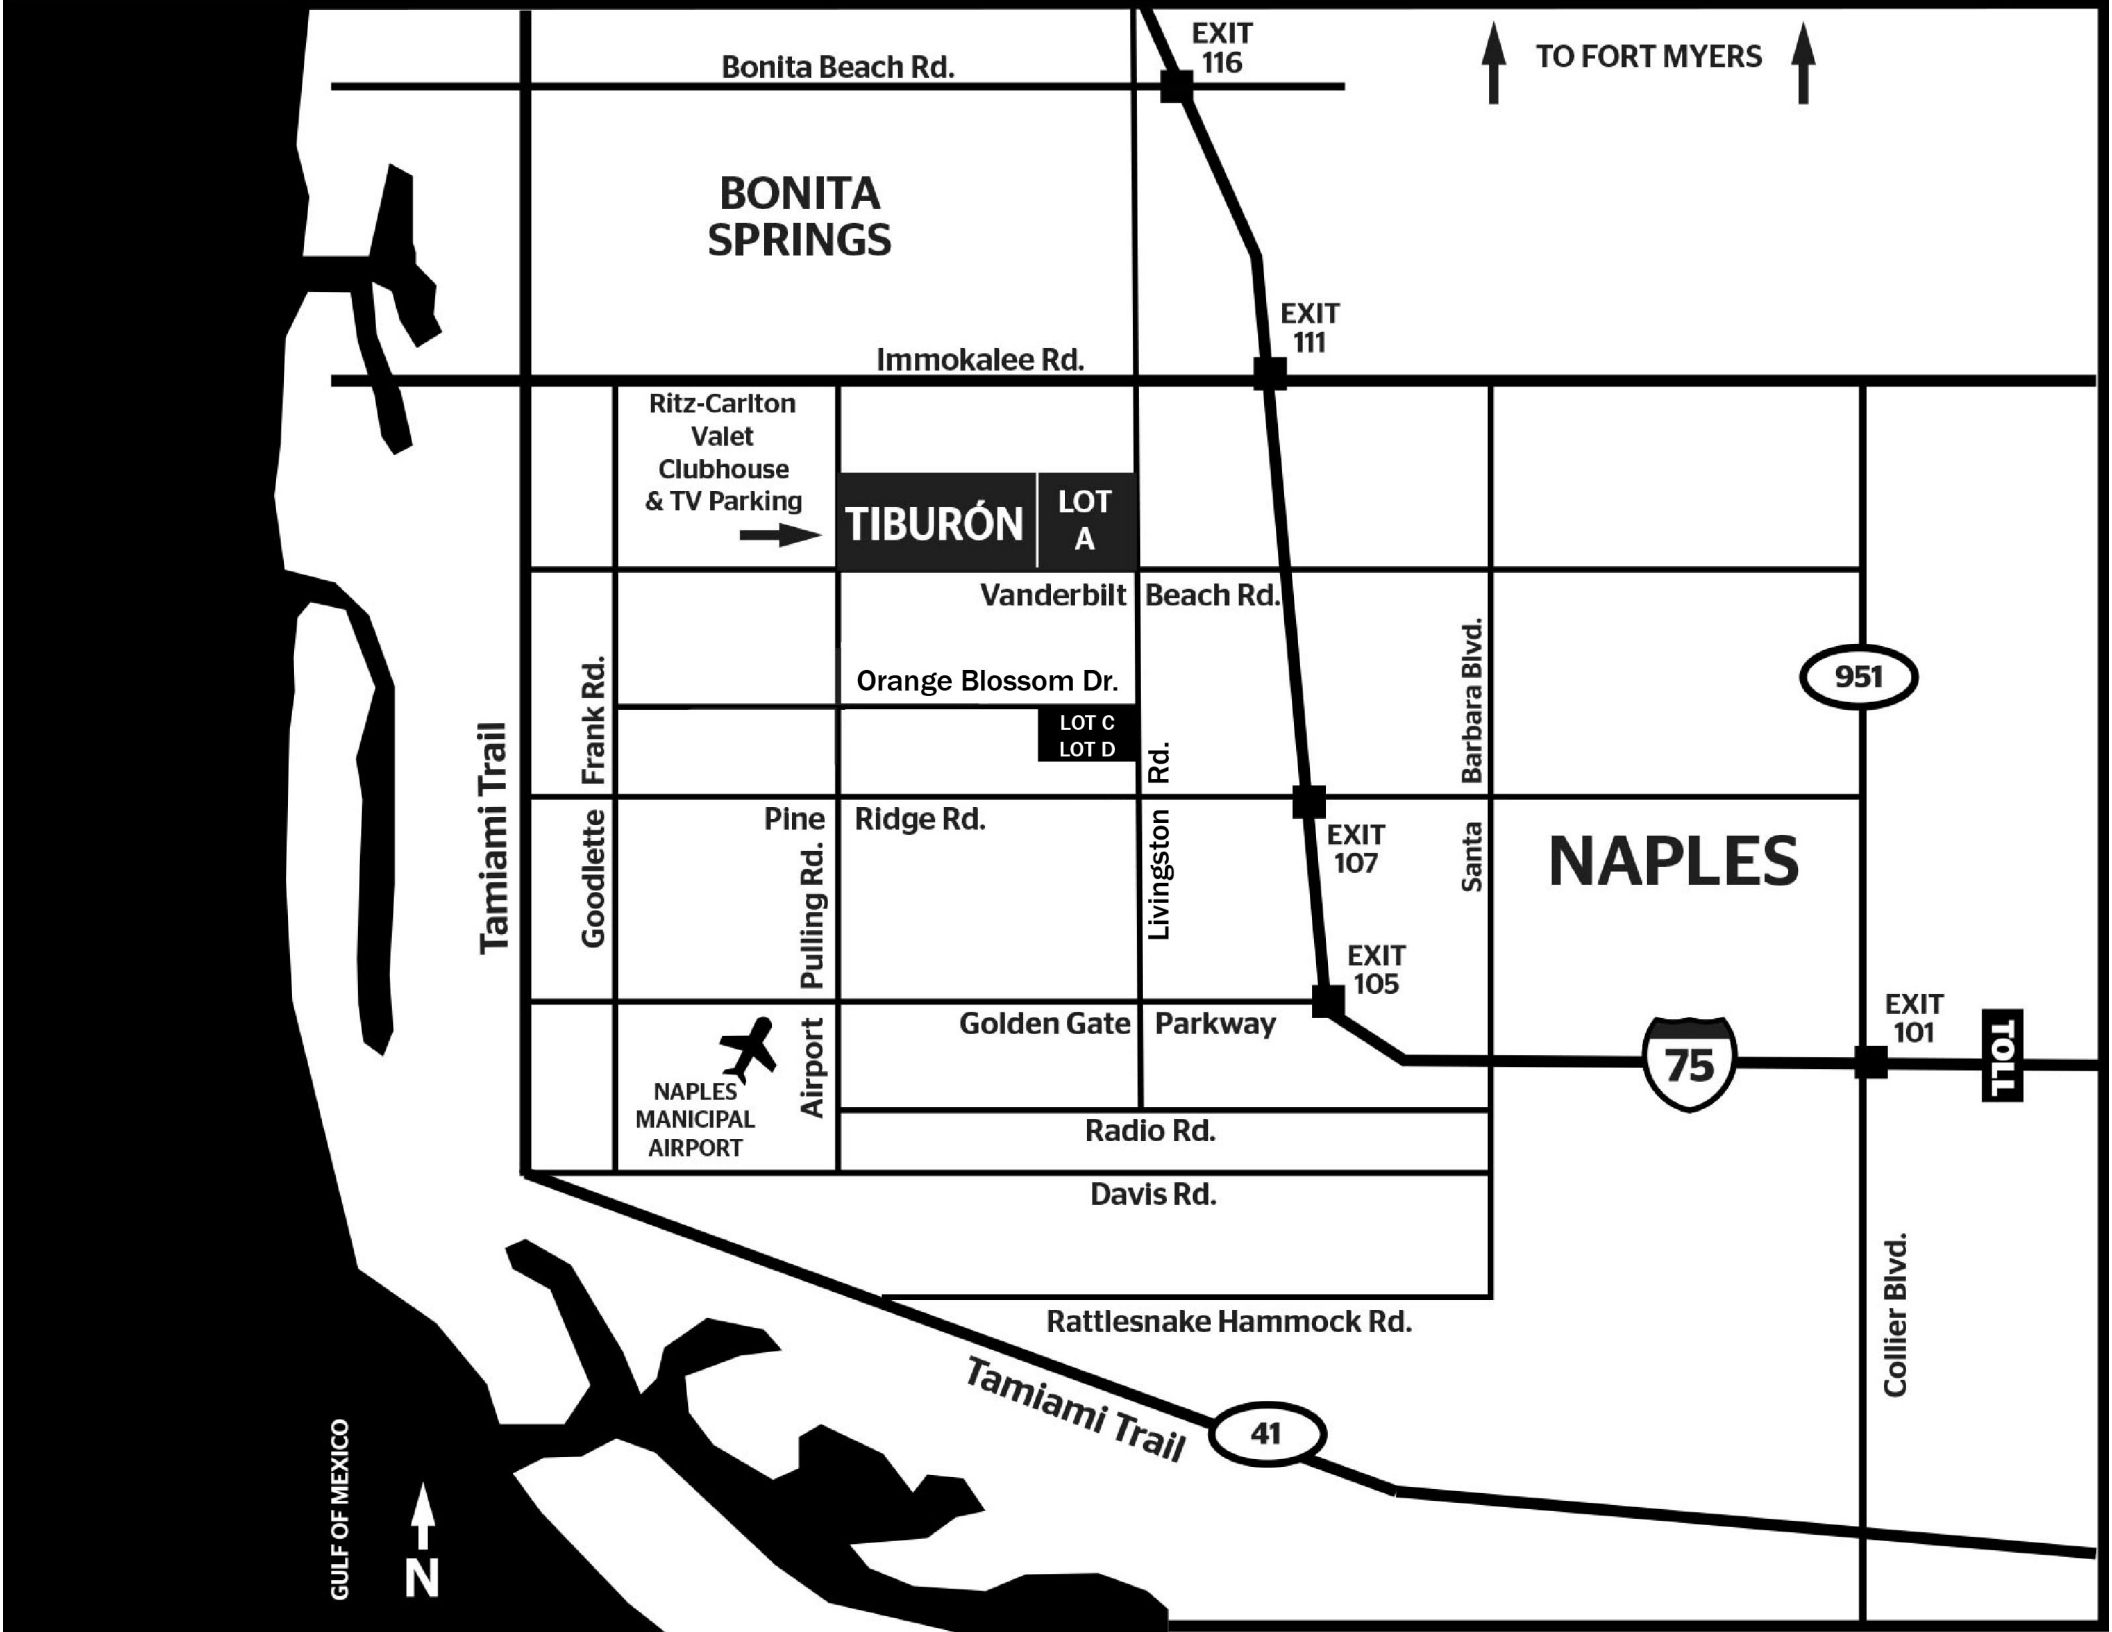 EXIT
116
TO FORT MYERS
Bonita Beach Rd.
BONITA
SPRINGS
EXIT
111
Immokalee Rd.
Ritz-Carlton
Valet
Clubhouse
& TV Parking
TIBURÓN
LOT
A
Vanderbilt Beach Rd.
Orange Blossom Dr.
LOT C
LOT D
951
Tamiami Trail
Goodlette Frank Rd.
Airport Pulling Rd.
Livingston Rd.
Santa Barbara Blvd.
Pine Ridge Rd.
EXIT
107
NAPLES
EXIT
105
Golden Gate Parkway
EXIT
101
75
TOLL
NAPLES
MANICIPAL
AIRPORT
Radio Rd.
Davis Rd.
Rattlesnake Hammock Rd.
Collier Blvd.
Tamiami Trail
41
GULF OF MEXICO
N